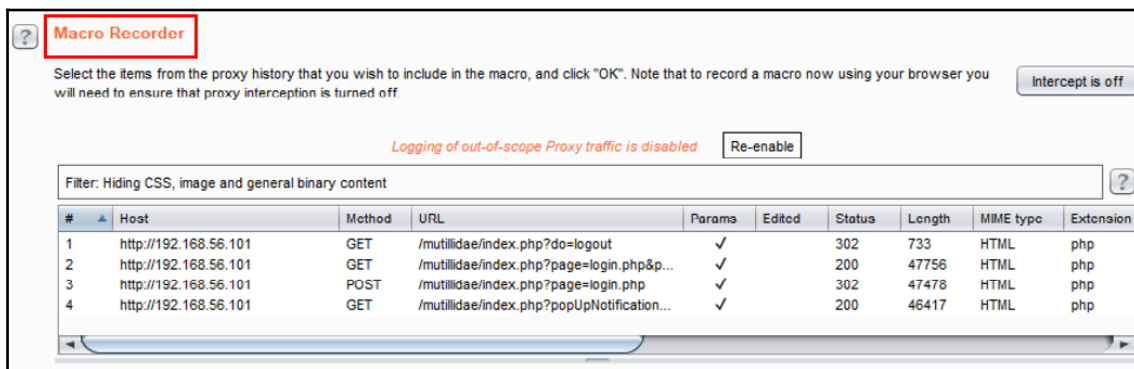 ? Macro Recorder
Select the items from the proxy history that you wish to include in the macro, and click "OK". Note that to record a macro now using your browser you
will need to ensure that proxy interception is turned off.
Intercept is off
Logging of out-of-scope Proxy traffic is disabled Re-enable
Filter: Hiding CSS, image and general binary content ?
# Host Method URL Params Edited Status Length MIME type Extension
1 http://192.168.56.101 GET /mutillidae/index.php?do=logout ✓ 302 733 HTML php
2 http://192.168.56.101 GET /mutillidae/index.php?page=login.php&p... ✓ 200 47756 HTML php
3 http://192.168.56.101 POST /mutillidae/index.php?page=login.php ✓ 302 47478 HTML php
4 http://192.168.56.101 GET /mutillidae/index.php?popUpNotification... ✓ 200 46417 HTML php